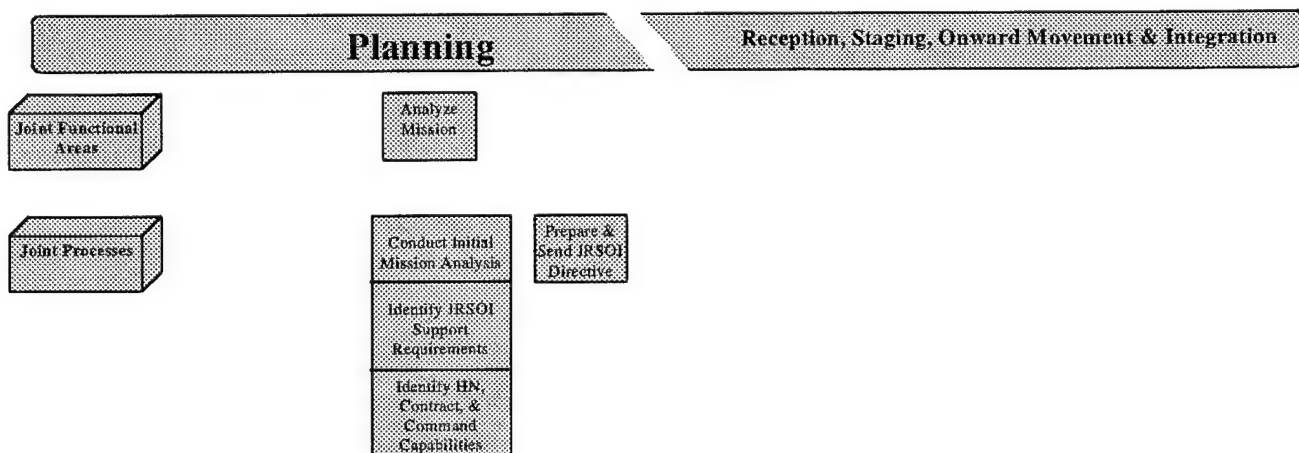 Planning
Reception, Staging, Onward Movement & Integration
Joint Functional
Areas
Analyze
Mission
Joint Processes
Conduct Initial
Mission Analysis
Prepare &
Send JRSOI
Directive
Identify JRSOI
Support
Requirements
Identify HN,
Contract, &
Command
Capabilities